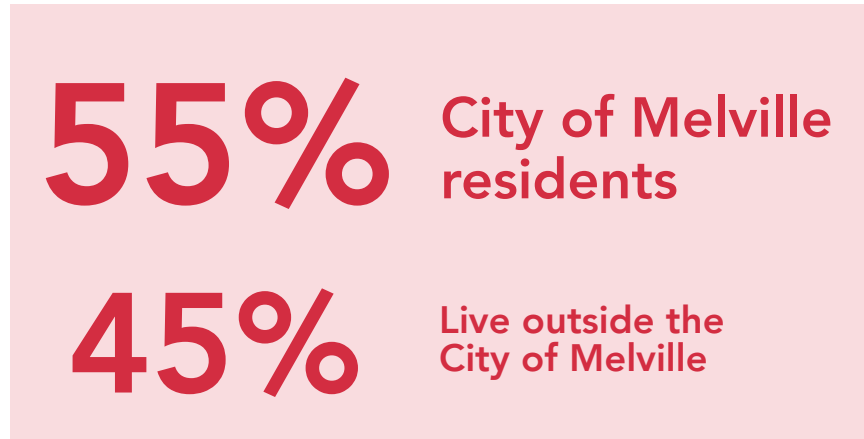 55%
City of Melville
residents
45%
Live outside the
City of Melville